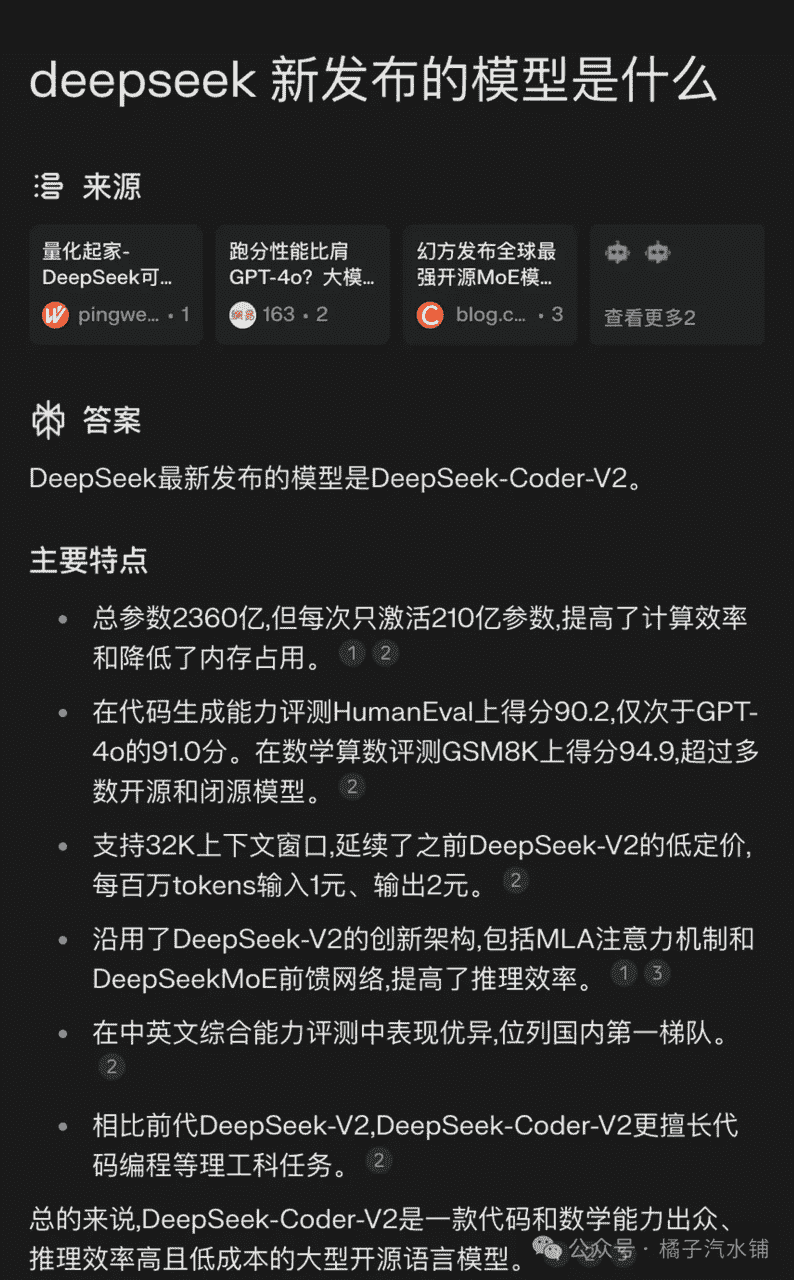 deepseek 新发布的模型是什么
来源
量化起家-
DeepSeek可...
pingwe... • 1
跑分性能比肩
GPT-4o？大模...
網易
163 • 2
幻方发布全球最
强开源MoE模...
blog.c... • 3
查看更多2
答案
DeepSeek最新发布的模型是DeepSeek-Coder-V2。
主要特点
• 总参数2360亿,但每次只激活210亿参数,提高了计算效率
和降低了内存占用。 1 2
• 在代码生成能力评测HumanEval上得分90.2,仅次于GPT-
4o的91.0分。在数学算数评测GSM8K上得分94.9,超过多
数开源和闭源模型。 2
• 支持32K上下文窗口,延续了之前DeepSeek-V2的低定价,
每百万tokens输入1元、输出2元。 2
• 沿用了DeepSeek-V2的创新架构,包括MLA注意力机制和
DeepSeekMoE前馈网络,提高了推理效率。 1 3
• 在中英文综合能力评测中表现优异,位列国内第一梯队。
2
• 相比前代DeepSeek-V2,DeepSeek-Coder-V2更擅长代
码编程等理工科任务。 2
总的来说,DeepSeek-Coder-V2是一款代码和数学能力出众、
推理效率高且低成本的大型开源语言模型。 2 3
公众号 · 橘子汽水铺